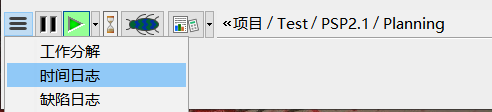 «项目 / Test / PSP2.1 / Planning
工作分解
时间日志
缺陷日志